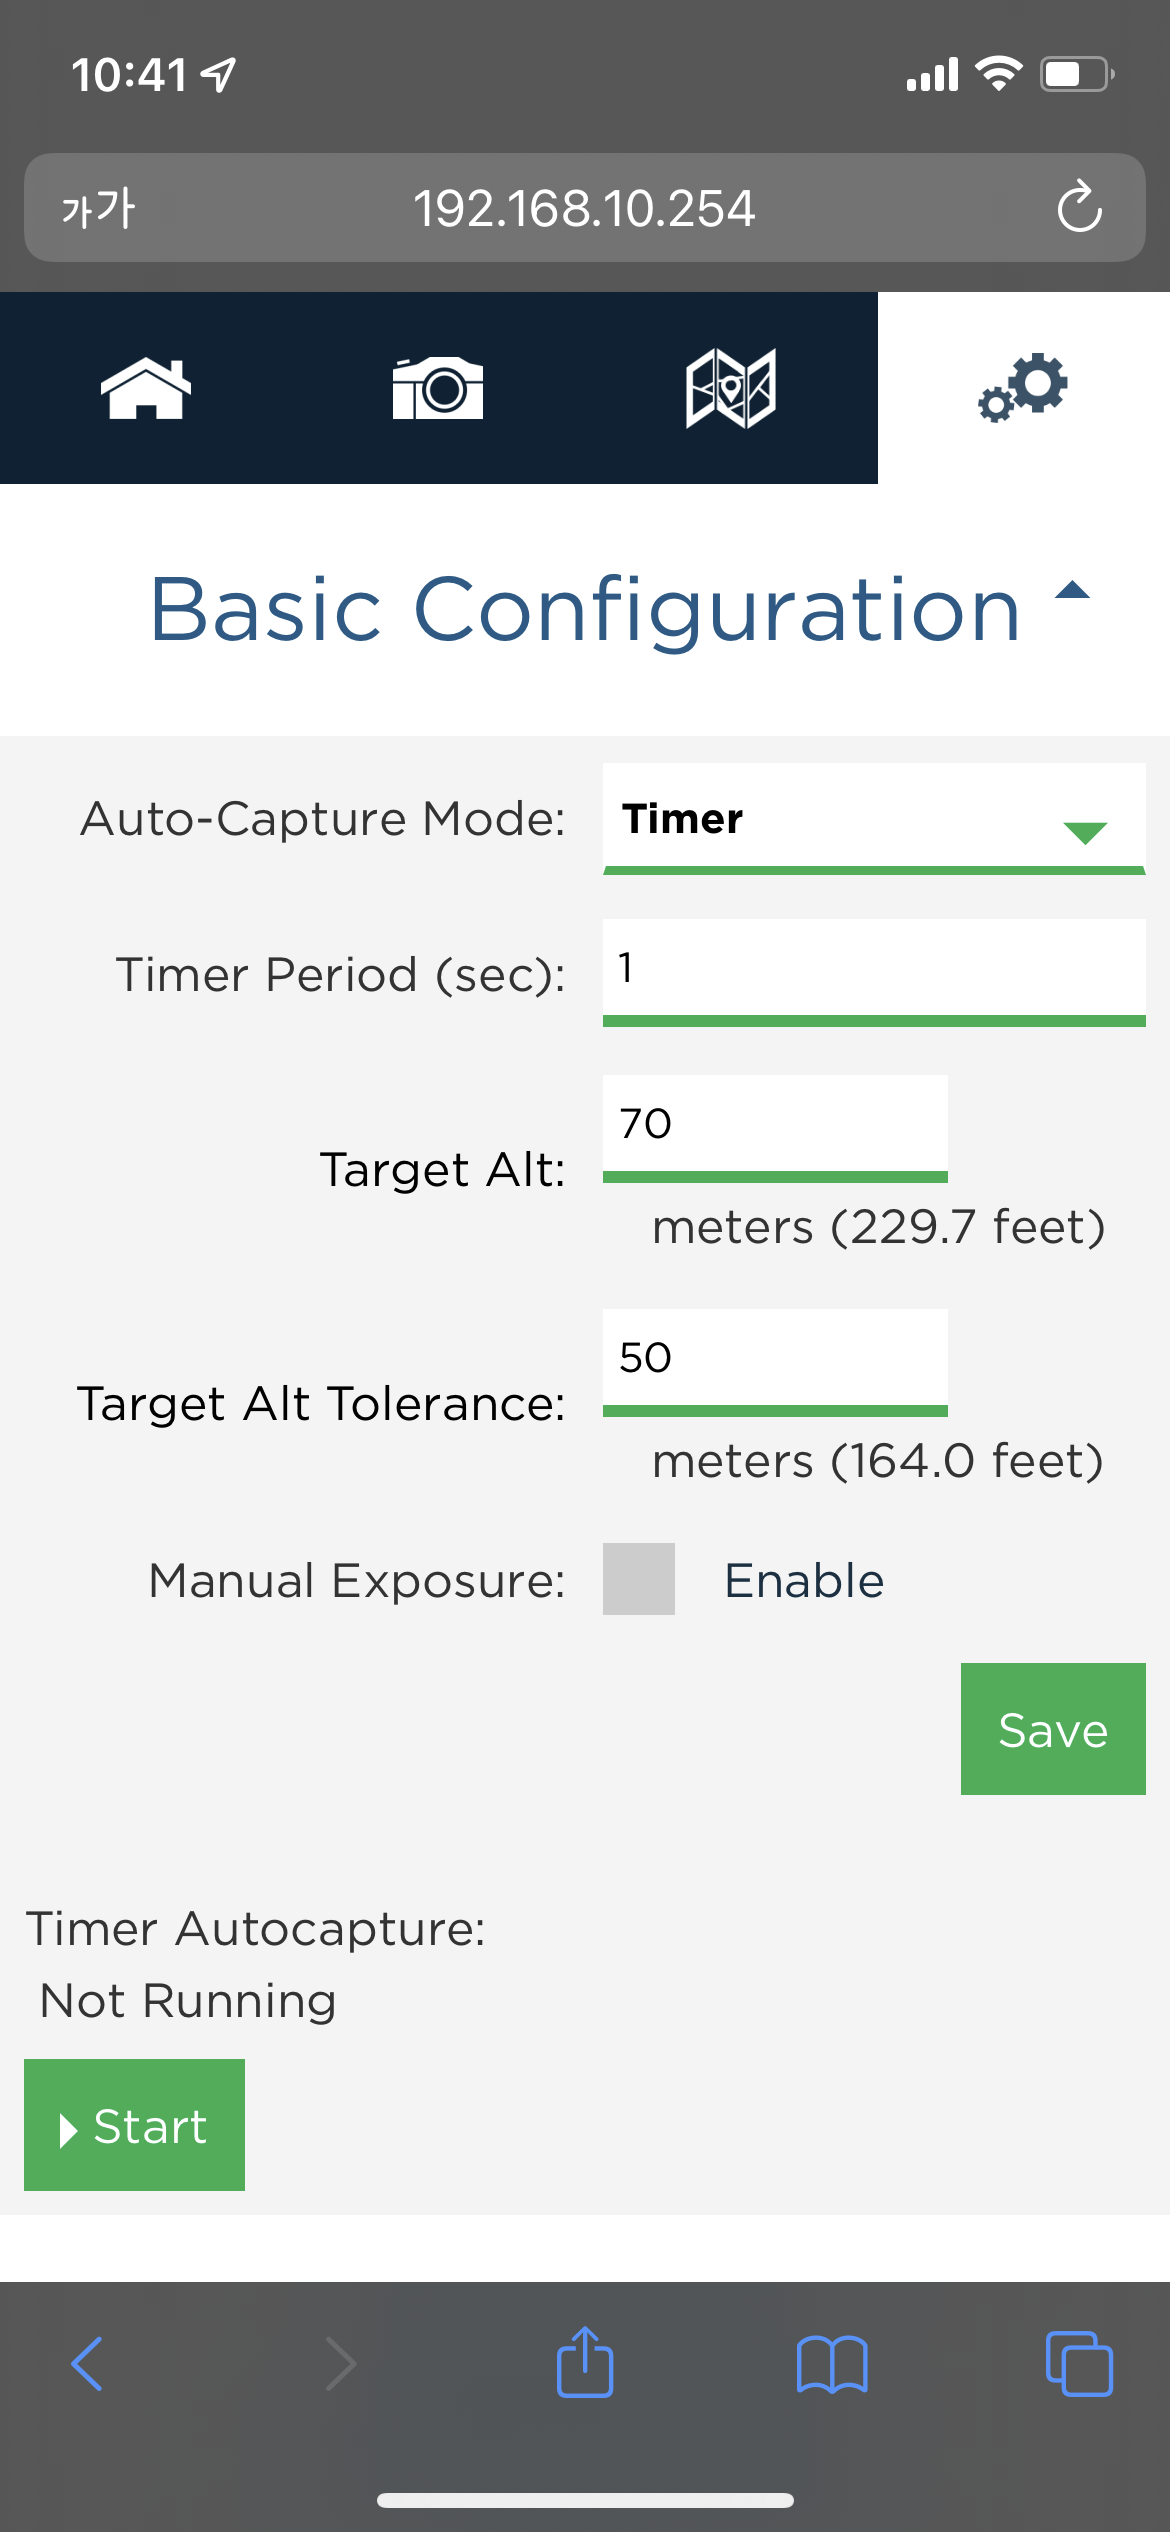 10:41
가가 192.168.10.254
Basic Configuration
Auto-Capture Mode: Timer
Timer Period (sec): 1
Target Alt: 70
meters (229.7 feet)
Target Alt Tolerance: 50
meters (164.0 feet)
Manual Exposure: Enable
Save
Timer Autocapture:
Not Running
Start